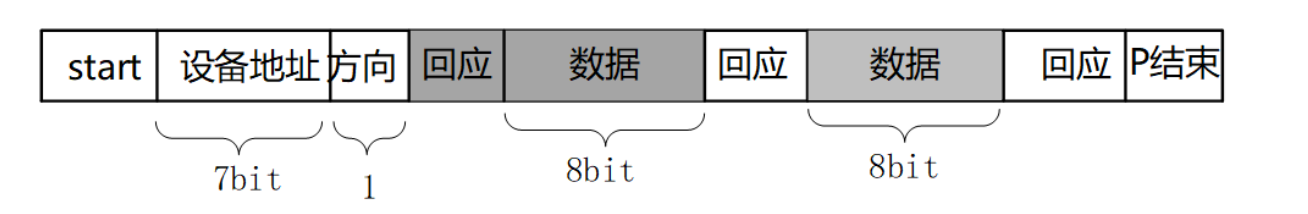 start 设备地址 方向 回应 数据 回应 数据 回应 P结束
7bit 1 8bit 8bit